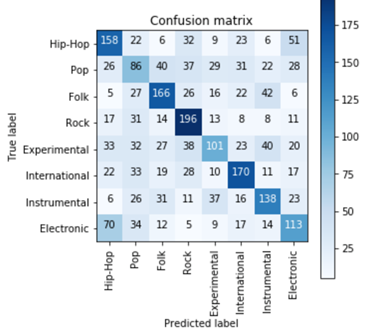 Confusion matrix
Hip-Hop 158 22 6 32 9 23 6 51
Pop 26 86 40 37 29 31 22 28
Folk 5 27 166 26 16 22 42 6
Rock 17 31 14 196 13 8 8 11
Experimental 33 32 27 38 101 23 40 20
International 22 33 19 28 10 170 11 17
Instrumental 6 26 31 11 37 16 138 23
Electronic 70 34 12 5 9 17 14 113
True label
Hip-Hop
Pop
Folk
Rock
Experimental
International
Instrumental
Electronic
Predicted label
175
150
125
100
75
50
25